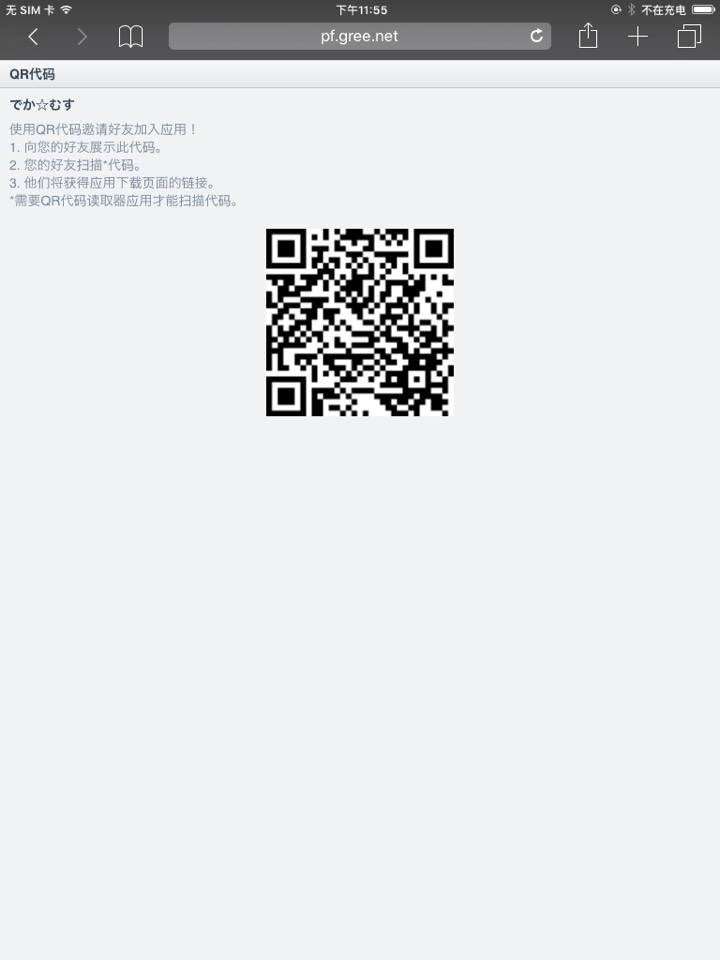 无 SIM 卡
下午11:55
不在充电
pf.gree.net
QR代码
でか☆むす
使用QR代码邀请好友加入应用！
1. 向您的好友展示此代码。
2. 您的好友扫描*代码。
3. 他们将获得应用下载页面的链接。
*需要QR代码读取器应用才能扫描代码。